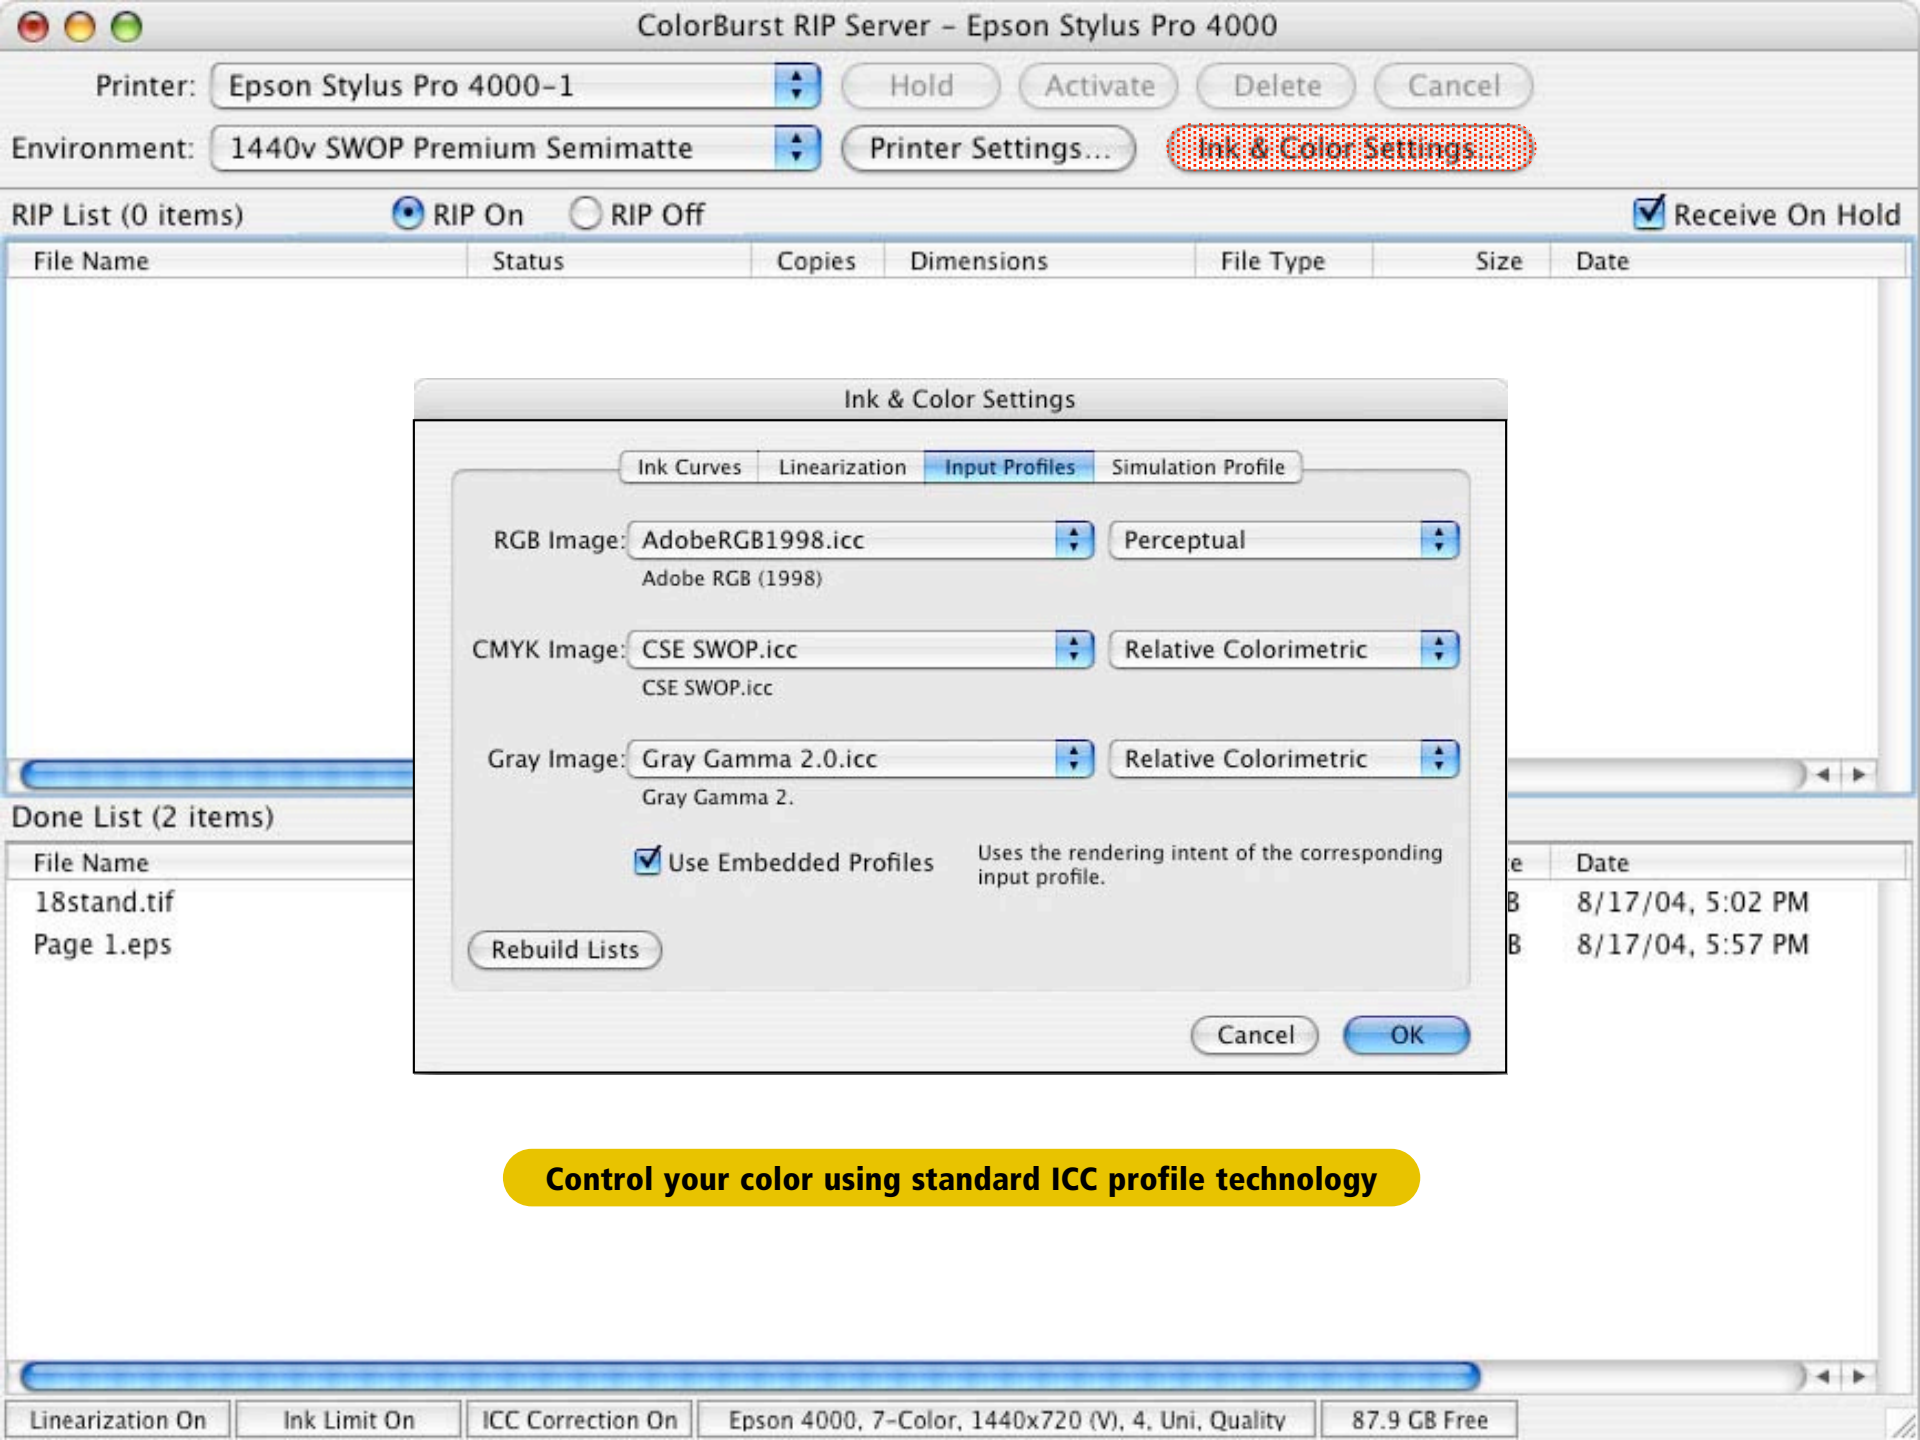 ColorBurst RIP Server – Epson Stylus Pro 4000
Printer: Epson Stylus Pro 4000-1 Hold Activate Delete Cancel
Environment: 1440v SWOP Premium Semimatte Printer Settings... Ink & Color Settings...
RIP List (0 items) RIP On RIP Off Receive On Hold
File Name Status Copies Dimensions File Type Size Date
Ink & Color Settings
Ink Curves Linearization Input Profiles Simulation Profile
RGB Image: AdobeRGB1998.icc Perceptual
Adobe RGB (1998)
CMYK Image: CSE SWOP.icc Relative Colorimetric
CSE SWOP.icc
Gray Image: Gray Gamma 2.0.icc Relative Colorimetric
Gray Gamma 2.
Use Embedded Profiles Uses the rendering intent of the corresponding
input profile.
Rebuild Lists
Cancel OK
Done List (2 items)
File Name e Date
18stand.tif B 8/17/04, 5:02 PM
Page 1.eps B 8/17/04, 5:57 PM
Control your color using standard ICC profile technology
Linearization On Ink Limit On ICC Correction On Epson 4000, 7-Color, 1440x720 (V), 4, Uni, Quality 87.9 GB Free